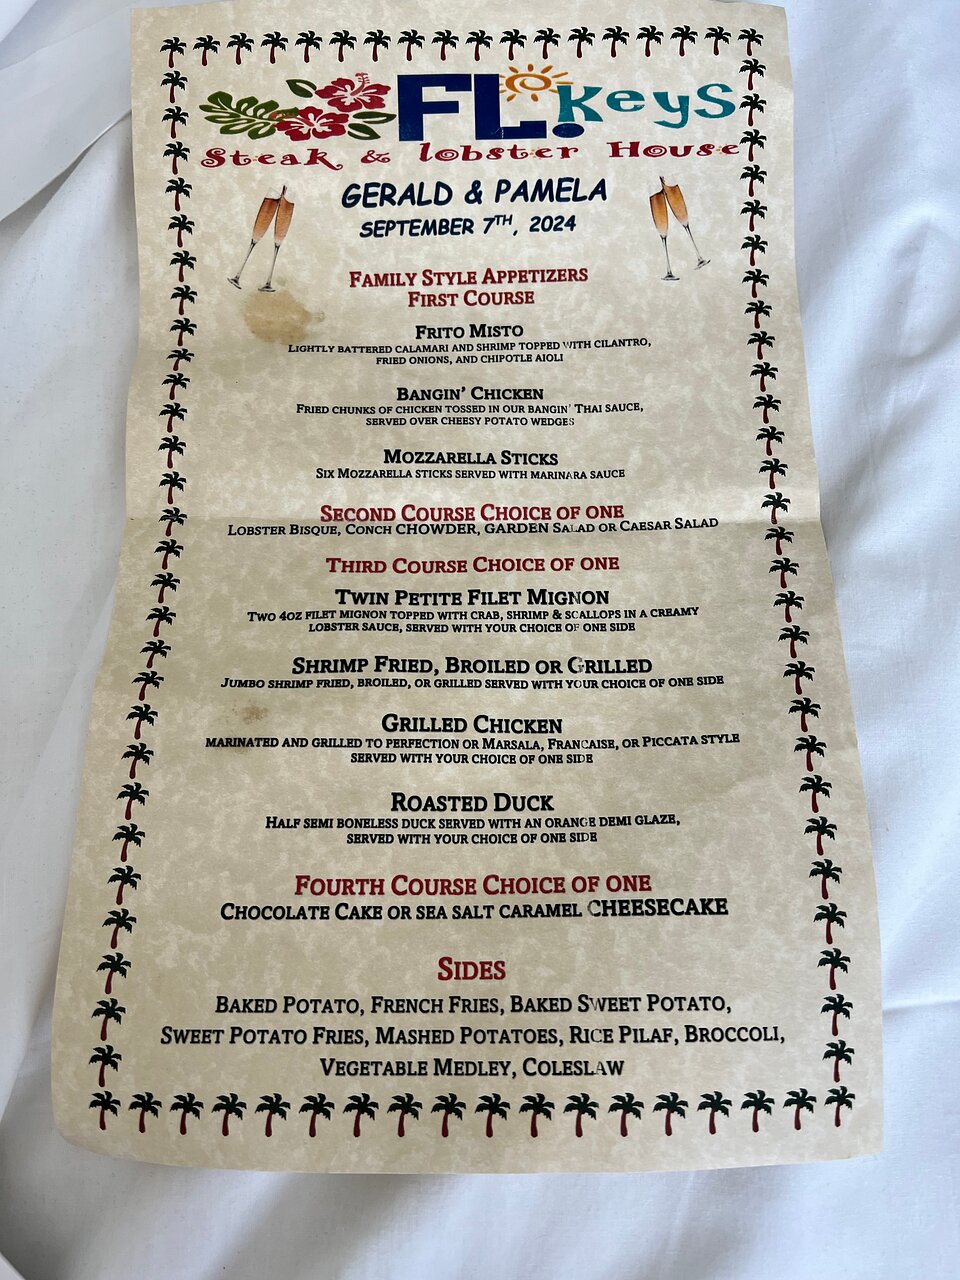 FL. Keys
Steak & lobster House
GERALD & PAMELA
SEPTEMBER 7TH, 2024
FAMILY STYLE APPETIZERS
FIRST COURSE
FRITO MISTO
LIGHTLY BATTERED CALAMARI AND SHRIMP TOPPED WITH CILANTRO,
FRIED ONIONS, AND CHIPOTLE AIOLI
BANGIN' CHICKEN
FRIED CHUNKS OF CHICKEN TOSSED IN OUR BANGIN' THAI SAUCE,
SERVED OVER CHEESY POTATO WEDGES
MOZZARELLA STICKS
SIX MOZZARELLA STICKS SERVED WITH MARINARA SAUCE
SECOND COURSE CHOICE OF ONE
LOBSTER BISQUE, CONCH CHOWDER, GARDEN SALAD OR CAESAR SALAD
THIRD COURSE CHOICE OF ONE
TWIN PETITE FILET MIGNON
TWO 4OZ FILET MIGNON TOPPED WITH CRAB, SHRIMP & SCALLOPS IN A CREAMY
LOBSTER SAUCE, SERVED WITH YOUR CHOICE OF ONE SIDE
SHRIMP FRIED, BROILED OR GRILLED
JUMBO SHRIMP FRIED, BROILED, OR GRILLED SERVED WITH YOUR CHOICE OF ONE SIDE
GRILLED CHICKEN
MARINATED AND GRILLED TO PERFECTION OR MARSALA, FRANCAISE, OR PICCATA STYLE
SERVED WITH YOUR CHOICE OF ONE SIDE
ROASTED DUCK
HALF SEMI BONELESS DUCK SERVED WITH AN ORANGE DEMI GLAZE,
SERVED WITH YOUR CHOICE OF ONE SIDE
FOURTH COURSE CHOICE OF ONE
CHOCOLATE CAKE OR SEA SALT CARAMEL CHEESECAKE
SIDES
BAKED POTATO, FRENCH FRIES, BAKED SWEET POTATO,
SWEET POTATO FRIES, MASHED POTATOES, RICE PILAF, BROCCOLI,
VEGETABLE MEDLEY, COLESLAW